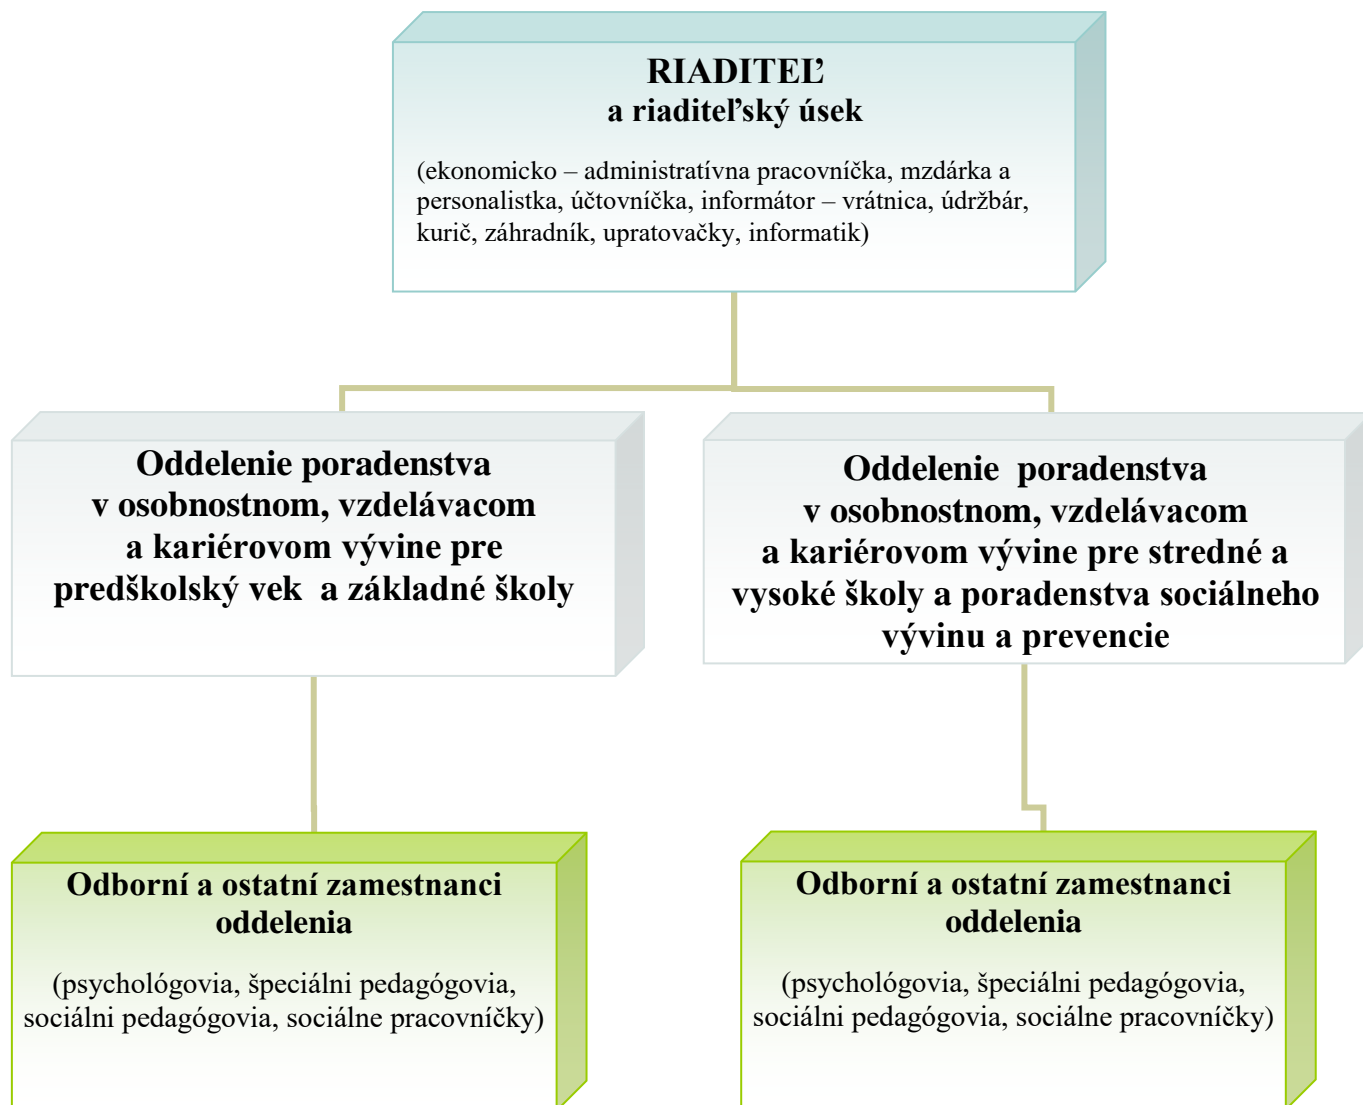 RIADITEĽ
a riaditeľský úsek
(ekonomicko – administratívna pracovníčka, mzdárka a
personalistka, účtovníčka, informátor – vrátnica, údržbár,
kurič, záhradník, upratovačky, informatik)
Oddelenie poradenstva
v osobnostnom, vzdelávacom
a kariérovom vývine pre
predškolský vek a základné školy
Oddelenie poradenstva
v osobnostnom, vzdelávacom
a kariérovom vývine pre stredné a
vysoké školy a poradenstva sociálneho
vývinu a prevencie
Odborní a ostatní zamestnanci
oddelenia
(psychológovia, špeciálni pedagógovia,
sociálni pedagógovia, sociálne pracovníčky)
Odborní a ostatní zamestnanci
oddelenia
(psychológovia, špeciálni pedagógovia,
sociálni pedagógovia, sociálne pracovníčky)